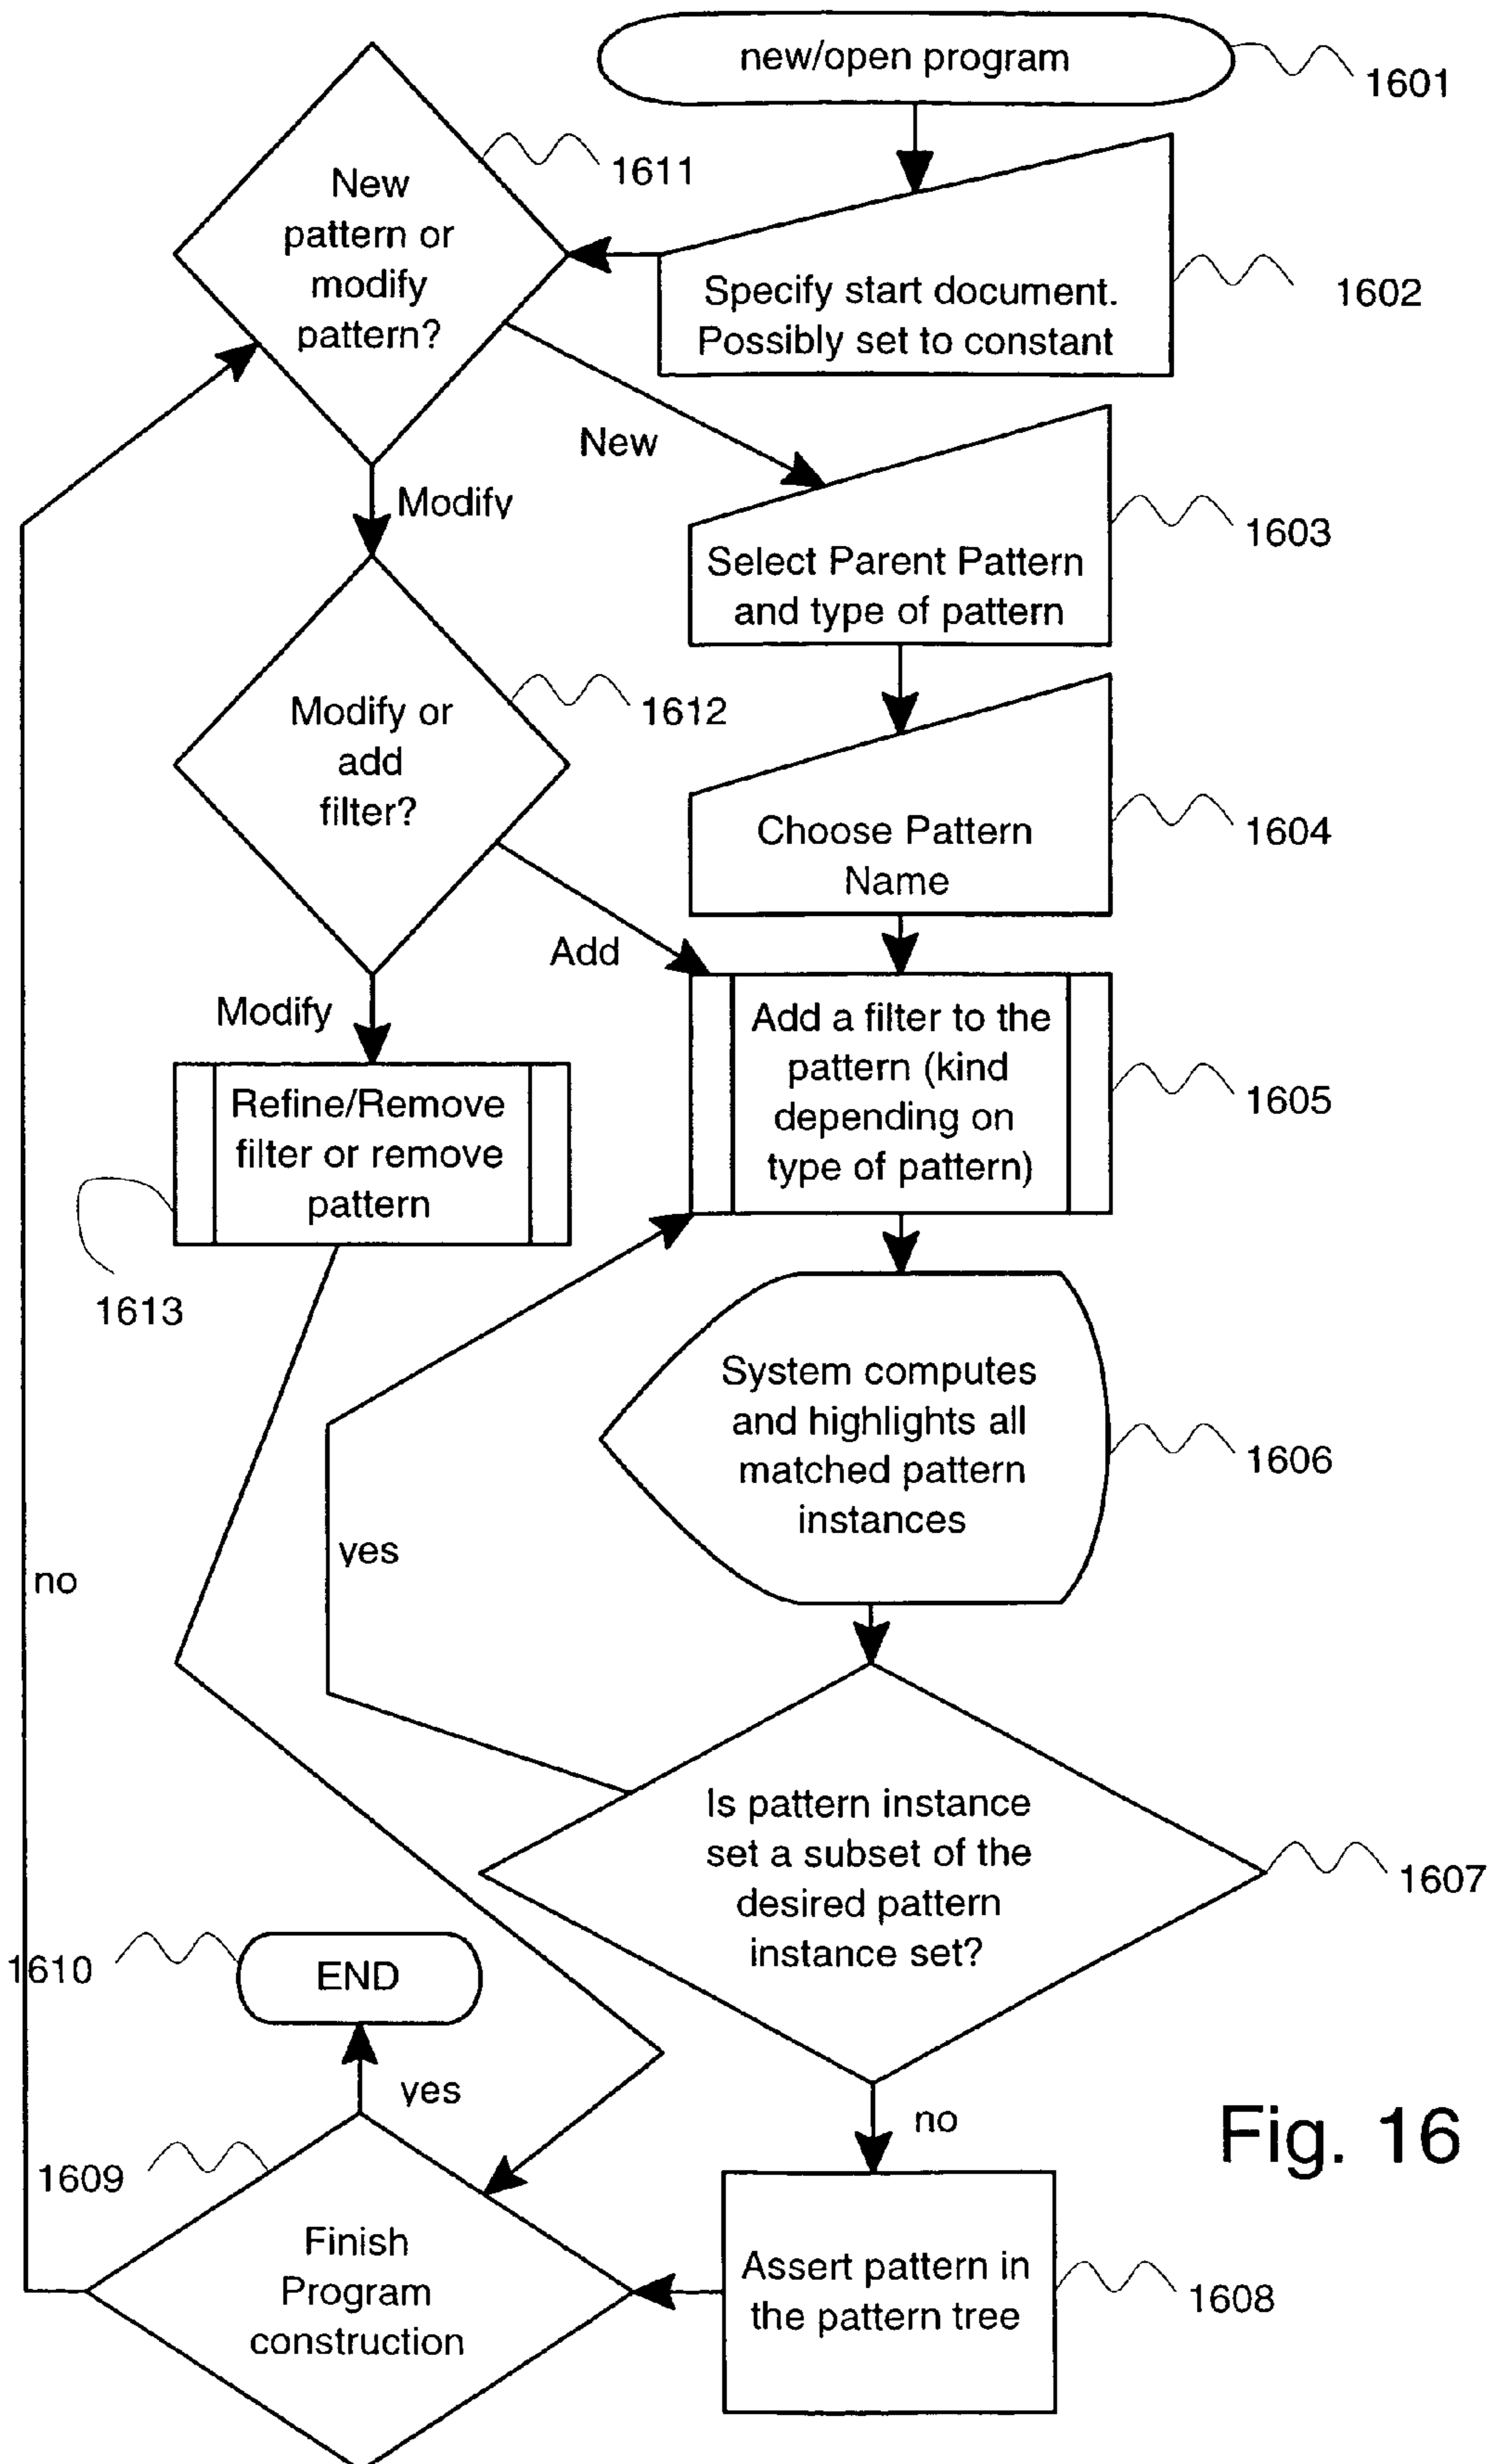 new/open program
1601
New
pattern or
modify
pattern?
1611
Specify start document.
Possibly set to constant
1602
New
Modify
Select Parent Pattern
and type of pattern
1603
Modify or
add
filter?
1612
Choose Pattern
Name
1604
Add
Modify
Add a filter to the
pattern (kind
depending on
type of pattern)
1605
Refine/Remove
filter or remove
pattern
1613
System computes
and highlights all
matched pattern
instances
1606
yes
no
Is pattern instance
set a subset of the
desired pattern
instance set?
1607
1610
END
yes
no
Fig. 16
1609
Finish
Program
construction
Assert pattern in
the pattern tree
1608